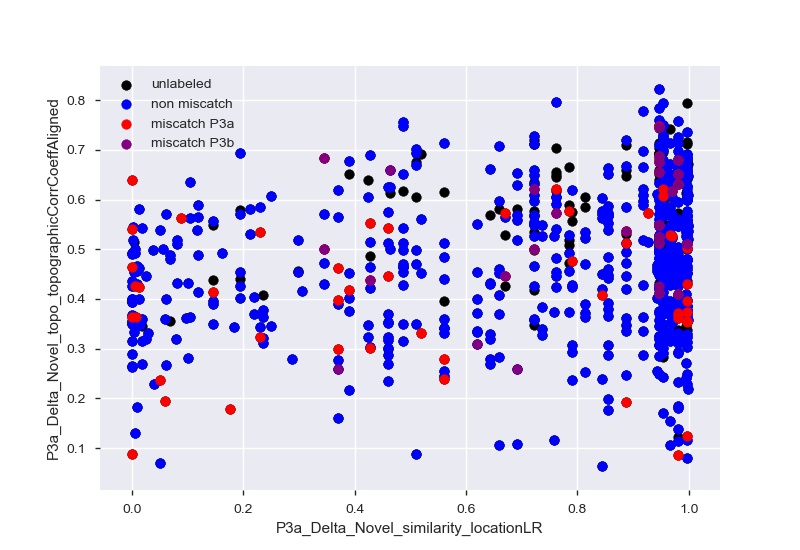 unlabeled
non miscatch
miscatch P3a
miscatch P3b
0.8
0.7
0.6
0.5
0.4
0.3
0.2
0.1
P3a_Delta_Novel_topo_topographicCorrCoeffAligned
0.0 0.2 0.4 0.6 0.8 1.0
P3a_Delta_Novel_similarity_locationLR